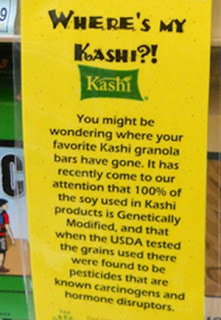 9
WHERE'S MY
KASHI?!
Kashi
You might be
wondering where your
favorite Kashi granola
bars have gone. It has
recently come to our
attention that 100% of
the soy used in Kashi
products is Genetically
Modified, and that
when the USDA tested
the grains used there
were found to be
pesticides that are
known carcinogens and
hormone disruptors.
THE